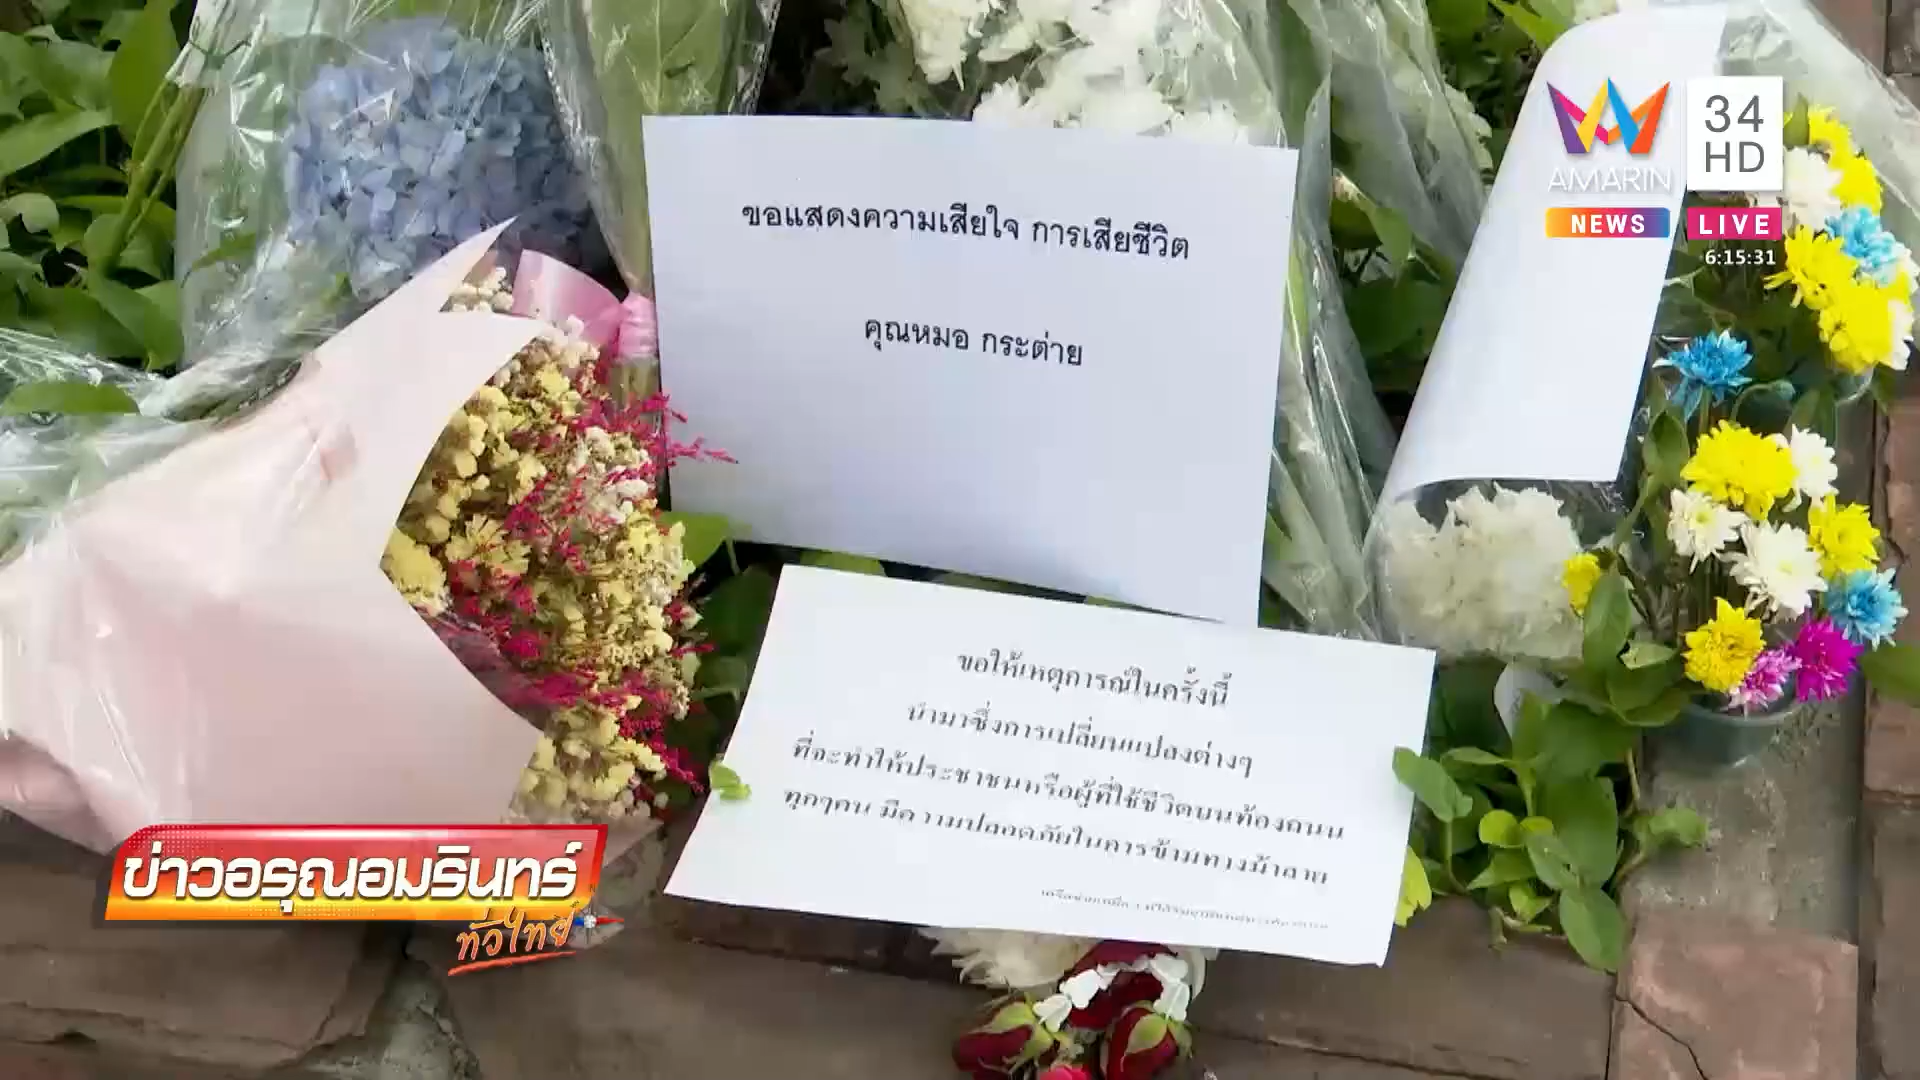 AMARIN
34
HD
NEWS
LIVE
6:15:31
ขอแสดงความเสียใจ การเสียชีวิต
คุณหมอ กระต่าย
ขอให้เหตุการณ์ในครั้งนี้
นำมาซึ่งการเปลี่ยนแปลงต่างๆ
ที่จะทำให้ประชาชนหรือผู้ที่ใช้ชีวิตบนท้องถนน
ทุกๆคน มีความปลอดภัยในการข้ามทางม้าลาย
ข่าวอรุณอมรินทร์
ทั่วไทย